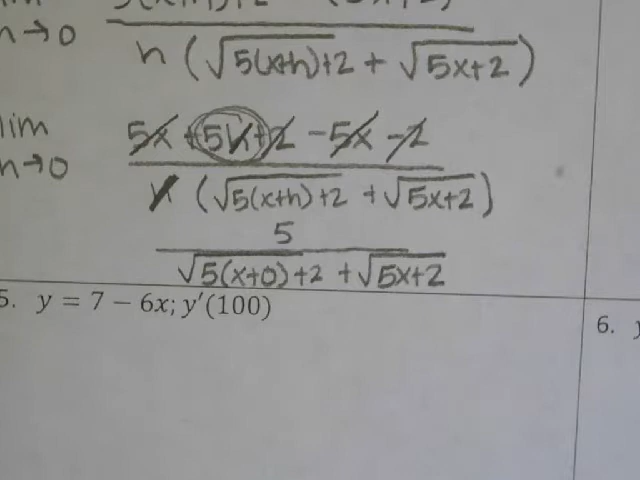 h→0 h(√5(x+h)+2 + √5x+2)
lim h→0 5x + 5h + 2 - 5x - 2
h(√5(x+h)+2 + √5x+2)
5
√5(x+0)+2 + √5x+2
5. y = 7 − 6x; y′(100)
6.